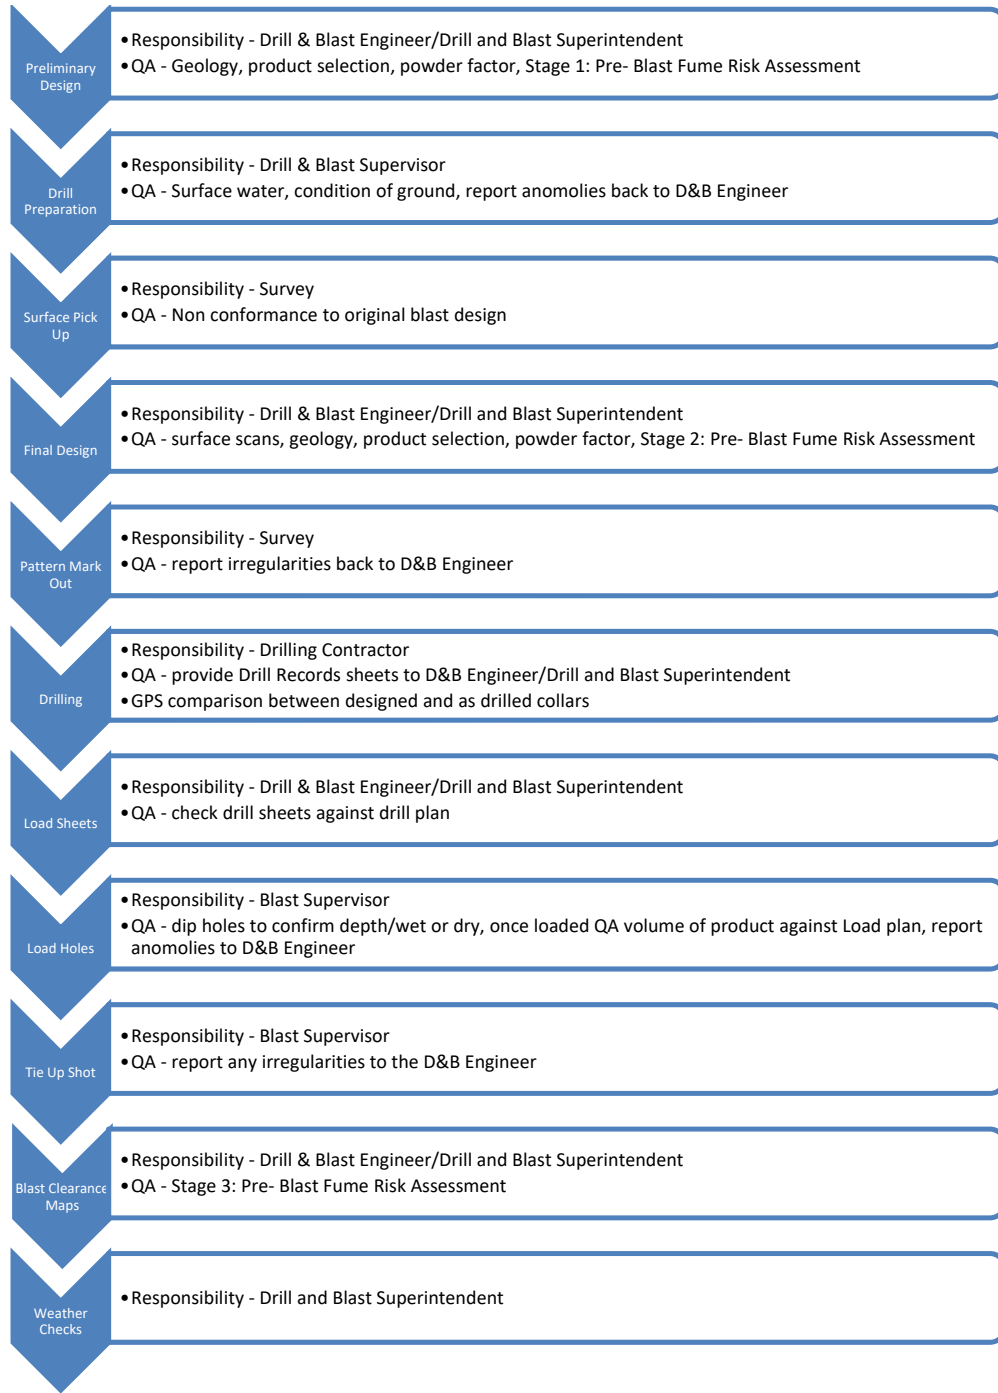 Preliminary
Design
•Responsibility - Drill & Blast Engineer/Drill and Blast Superintendent
•QA - Geology, product selection, powder factor, Stage 1: Pre- Blast Fume Risk Assessment
Drill
Preparation
•Responsibility - Drill & Blast Supervisor
•QA - Surface water, condition of ground, report anomolies back to D&B Engineer
Surface Pick
Up
•Responsibility - Survey
•QA - Non conformance to original blast design
Final Design
•Responsibility - Drill & Blast Engineer/Drill and Blast Superintendent
•QA - surface scans, geology, product selection, powder factor, Stage 2: Pre- Blast Fume Risk Assessment
Pattern Mark
Out
•Responsibility - Survey
•QA - report irregularities back to D&B Engineer
Drilling
•Responsibility - Drilling Contractor
•QA - provide Drill Records sheets to D&B Engineer/Drill and Blast Superintendent
•GPS comparison between designed and as drilled collars
Load Sheets
•Responsibility - Drill & Blast Engineer/Drill and Blast Superintendent
•QA - check drill sheets against drill plan
Load Holes
•Responsibility - Blast Supervisor
•QA - dip holes to confirm depth/wet or dry, once loaded QA volume of product against Load plan, report
anomolies to D&B Engineer
Tie Up Shot
•Responsibility - Blast Supervisor
•QA - report any irregularities to the D&B Engineer
Blast Clearance
Maps
•Responsibility - Drill & Blast Engineer/Drill and Blast Superintendent
•QA - Stage 3: Pre- Blast Fume Risk Assessment
Weather
Checks
•Responsibility - Drill and Blast Superintendent